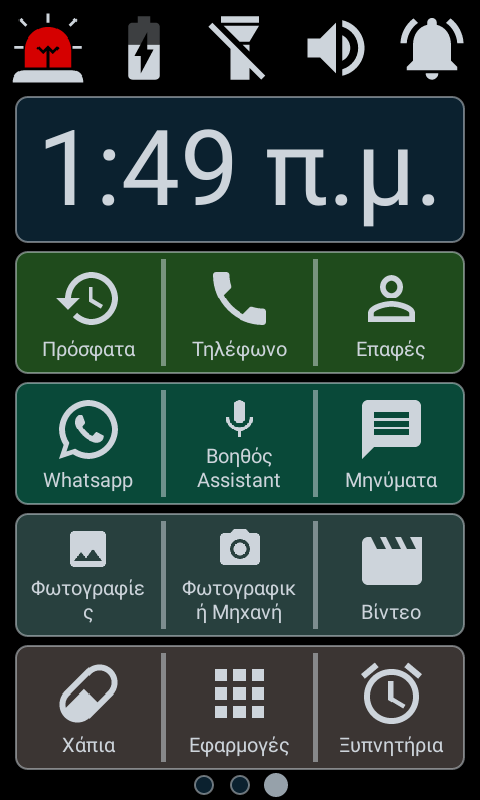 1:49 π.μ.
Πρόσφατα
Τηλέφωνο
Επαφές
Whatsapp
Βοηθός
Assistant
Μηνύματα
Φωτογραφίε
ς
Φωτογραφικ
ή Μηχανή
Βίντεο
Χάπια
Εφαρμογές
Ξυπνητήρια